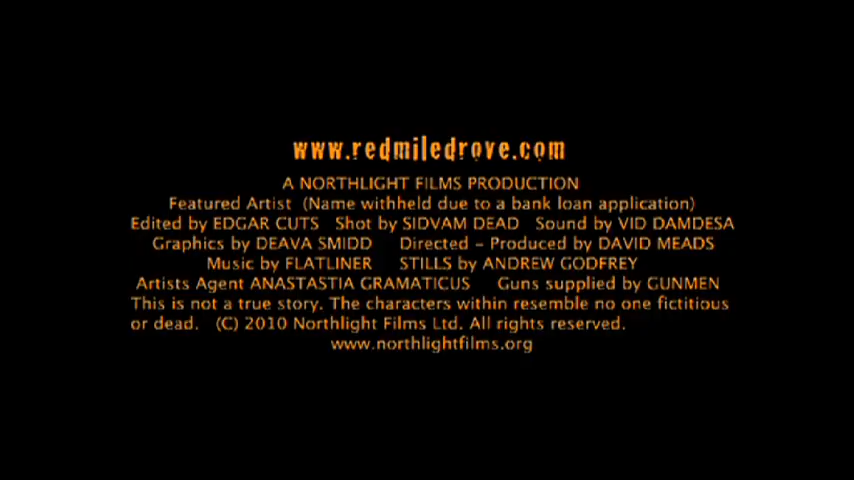 www.redmiledrove.com
A NORTHLIGHT FILMS PRODUCTION
Featured Artist (Name withheld due to a bank loan application)
Edited by EDGAR CUTS Shot by SIDVAM DEAD Sound by VID DAMDESA
Graphics by DEAVA SMIDD Directed - Produced by DAVID MEADS
Music by FLATLINER STILLS by ANDREW GODFREY
Artists Agent ANASTASTIA GRAMATICUS Guns supplied by GUNMEN
This is not a true story. The characters within resemble no one fictitious
or dead. (C) 2010 Northlight Films Ltd. All rights reserved.
www.northlightfilms.org